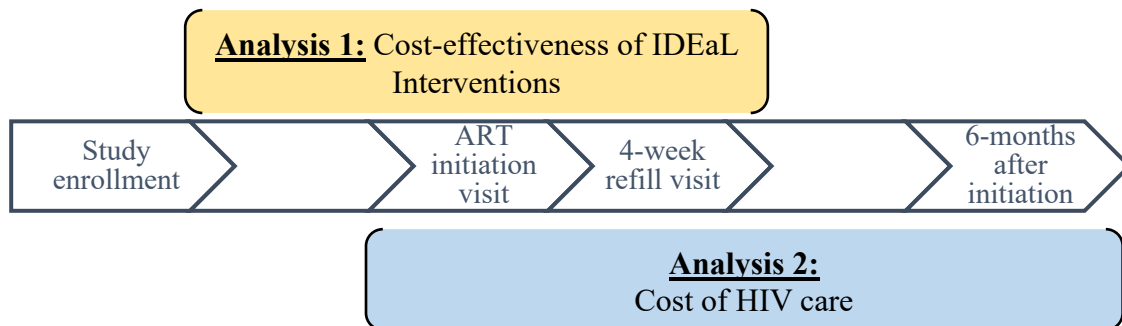 Analysis 1: Cost-effectiveness of IDEaL
Interventions
Study
enrollment
ART
initiation
visit
4-week
refill visit
6-months
after
initiation
Analysis 2:
Cost of HIV care